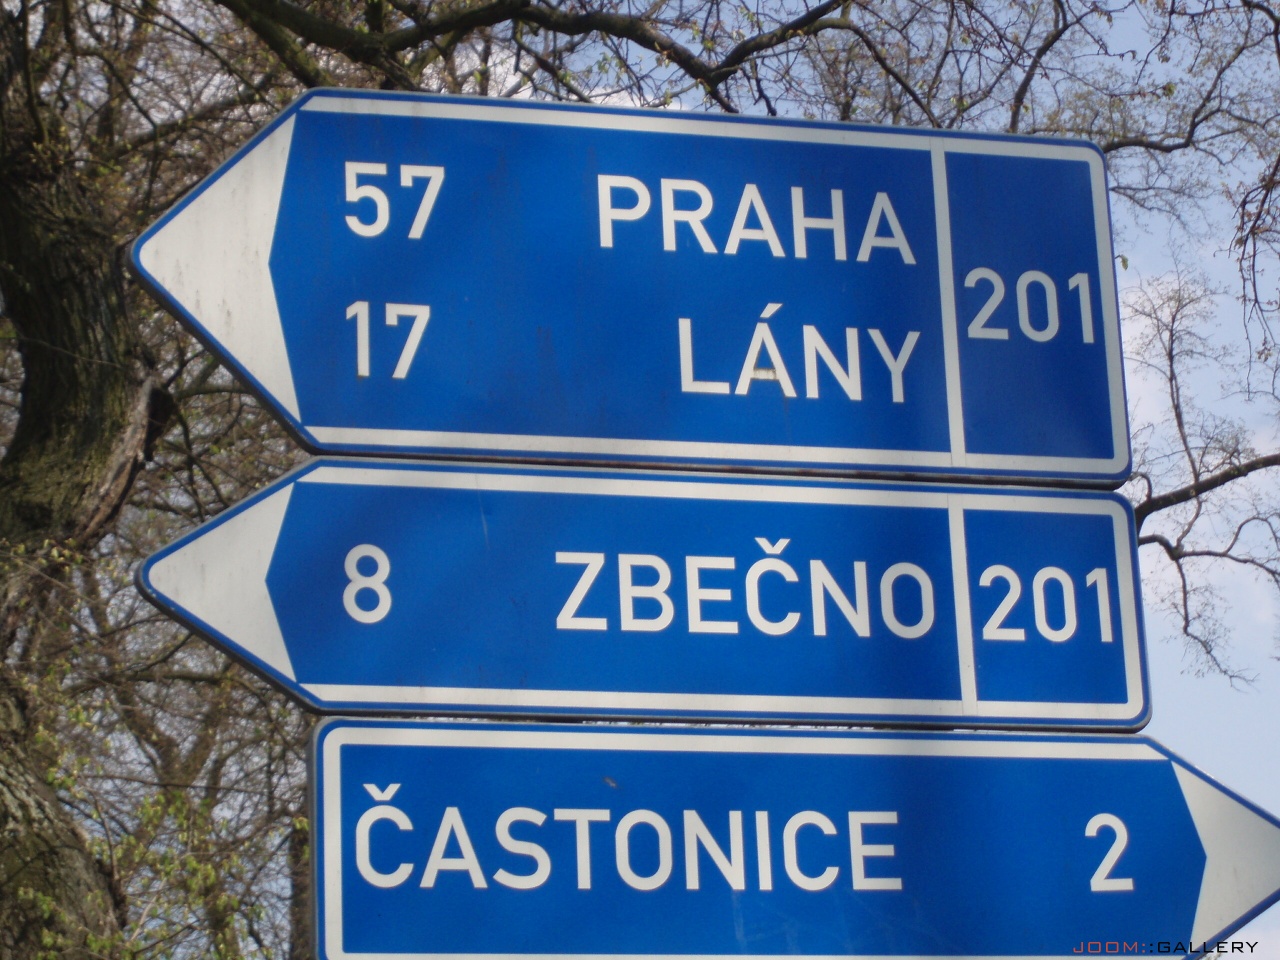 57 PRAHA
17 LÁNY
201
8 ZBEČNO 201
ČASTONICE 2
JOOM::GALLERY